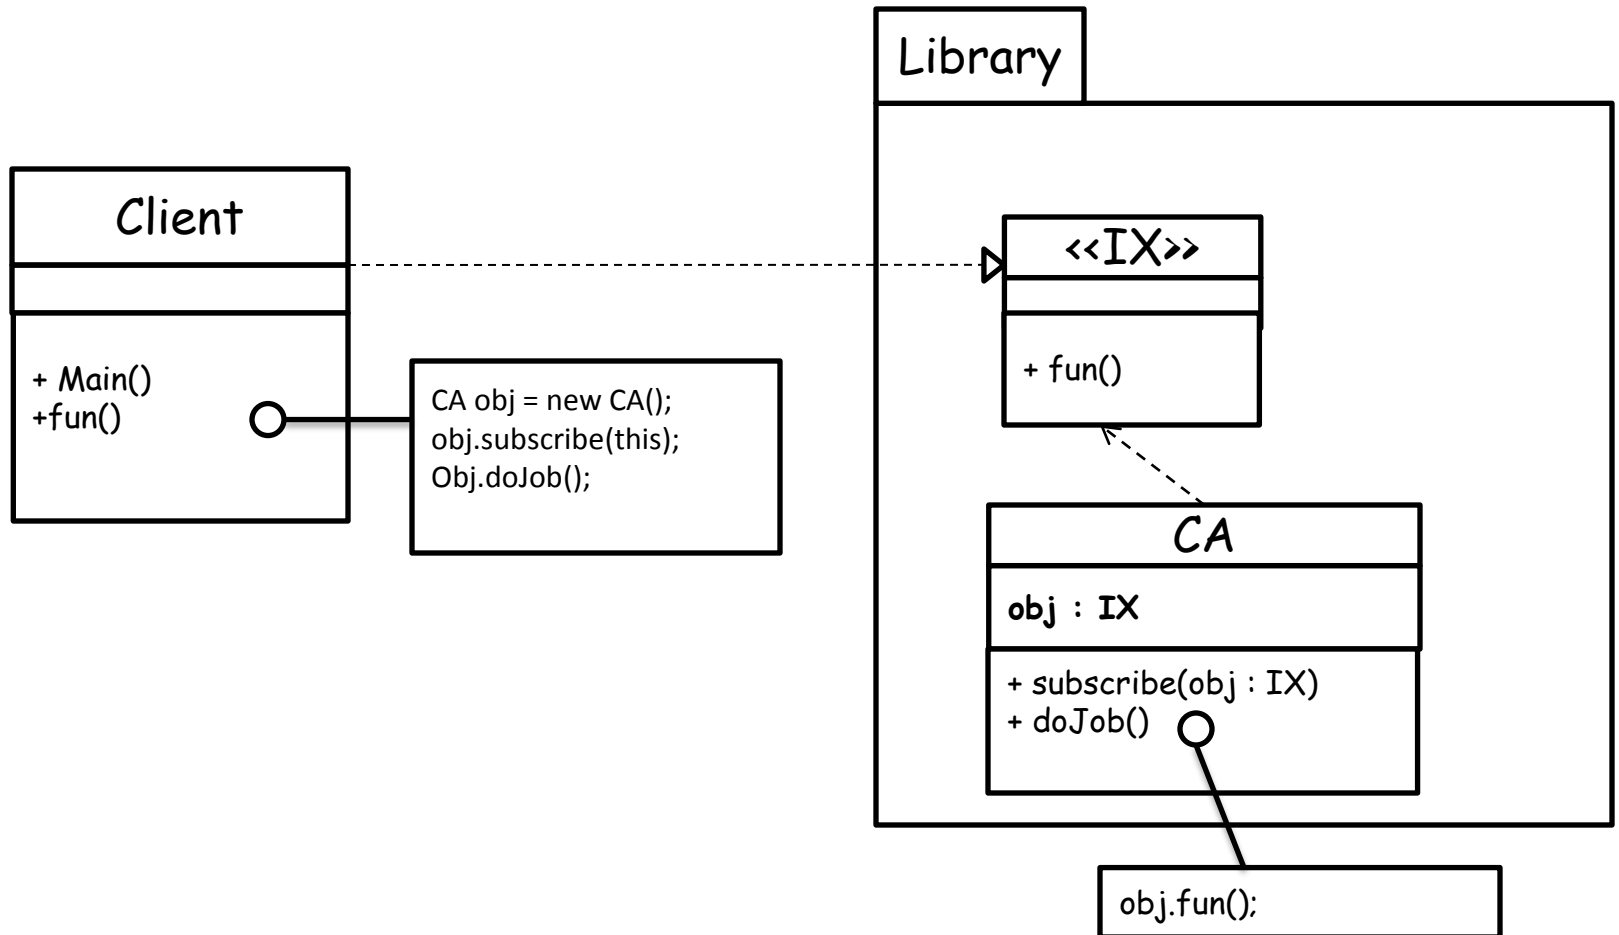 Library
Client
<<IX>>
+ Main()
+fun()
CA obj = new CA();
obj.subscribe(this);
Obj.doJob();
+ fun()
CA
obj : IX
+ subscribe(obj : IX)
+ doJob()
obj.fun();